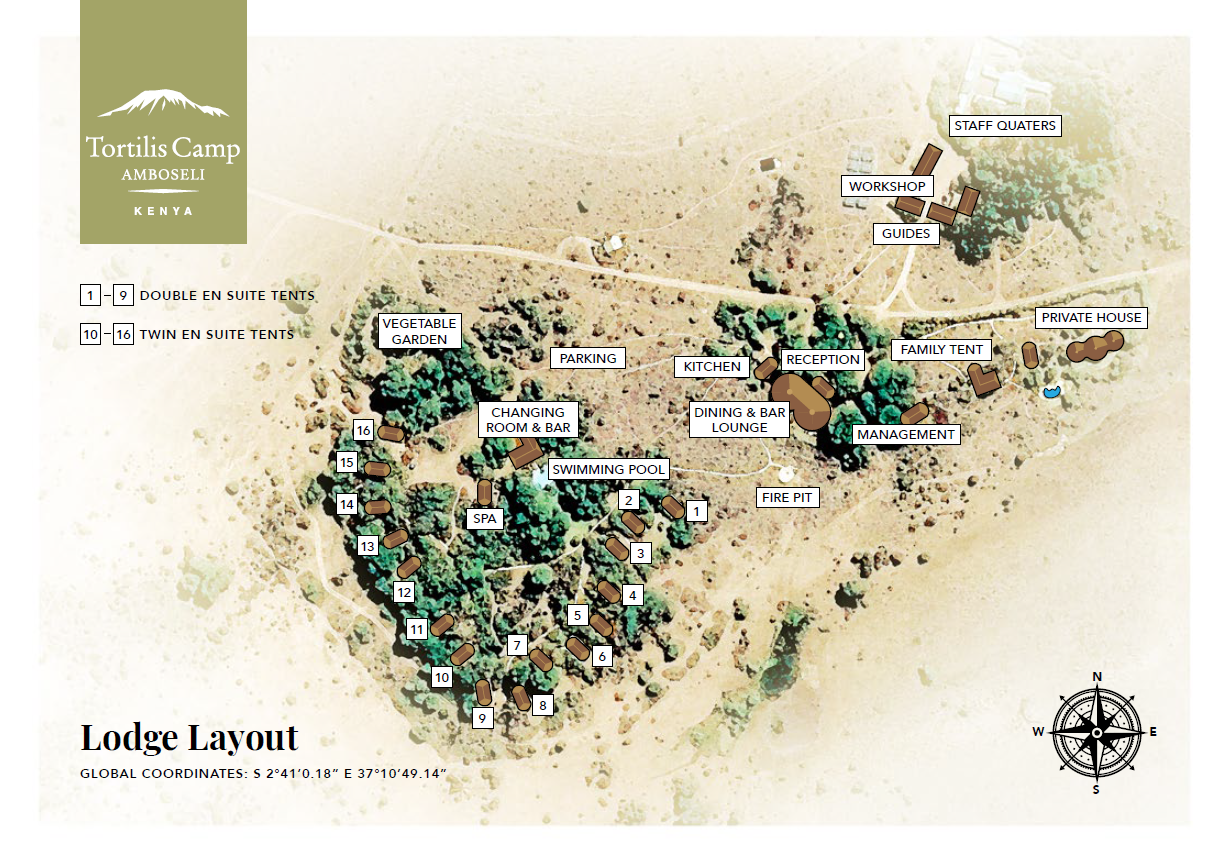 Tortilis Camp
AMBOSELI
KENYA
1 – 9 DOUBLE EN SUITE TENTS
10 – 16 TWIN EN SUITE TENTS
STAFF QUATERS
WORKSHOP
GUIDES
PRIVATE HOUSE
VEGETABLE
GARDEN
PARKING
KITCHEN
RECEPTION
FAMILY TENT
CHANGING
ROOM & BAR
DINING & BAR
LOUNGE
MANAGEMENT
16
15
SWIMMING POOL
FIRE PIT
14
SPA
2
1
13
3
12
4
11
5
6
7
10
8
9
Lodge Layout
GLOBAL COORDINATES: S 2°41’0.18” E 37°10’49.14”
N
W
E
S